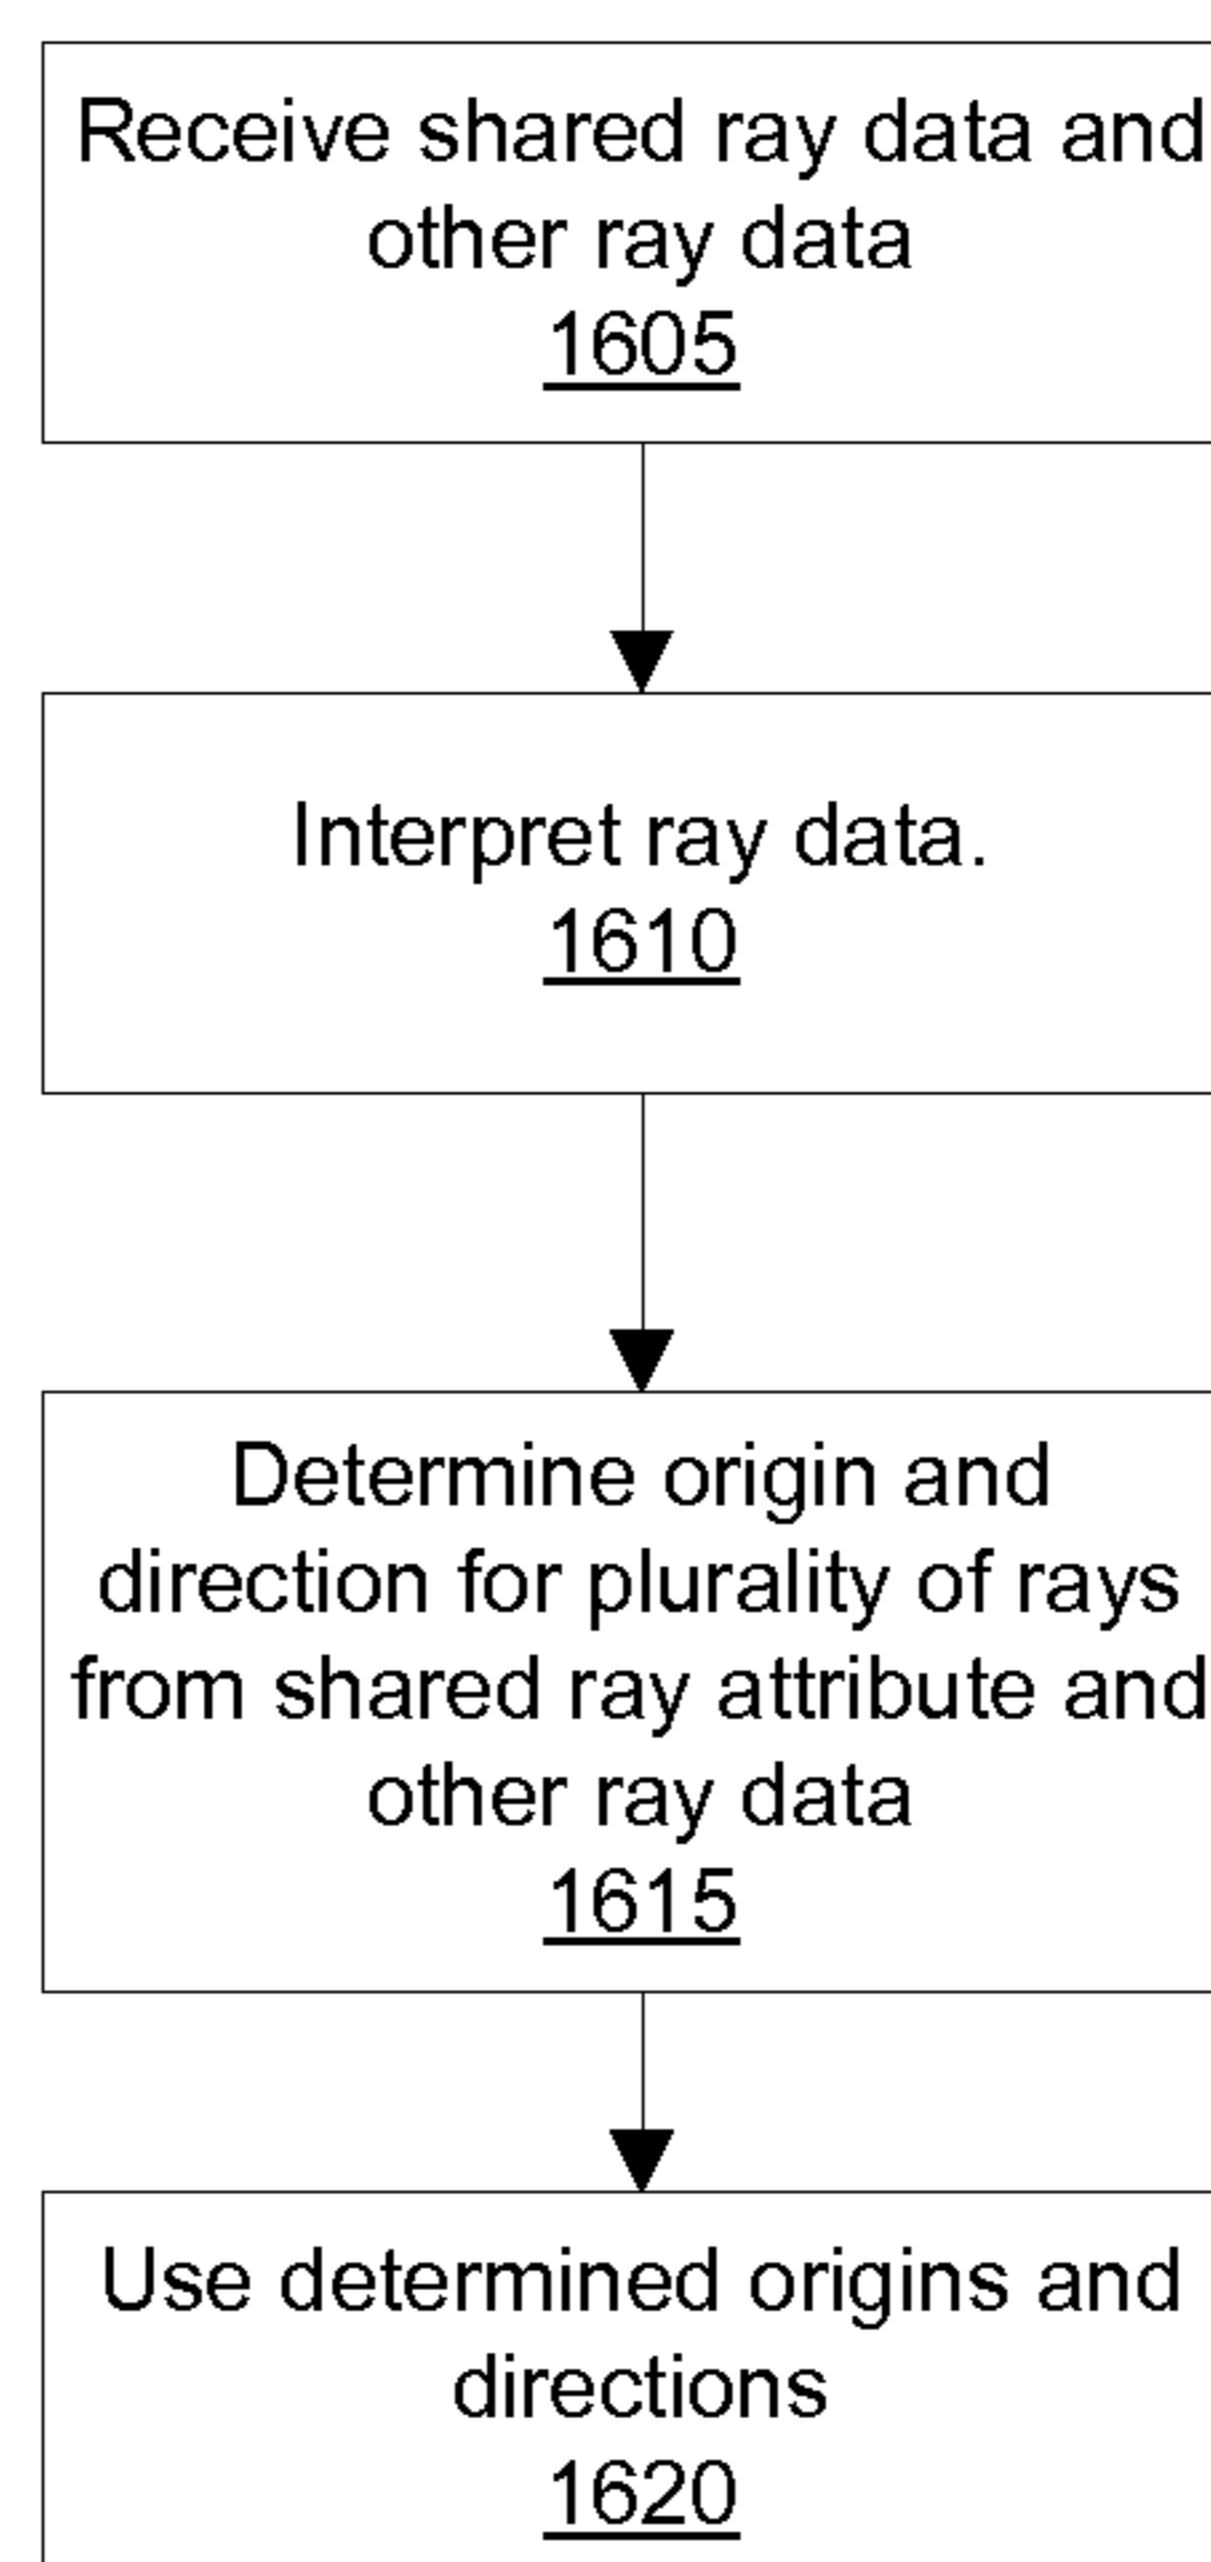 Receive shared ray data and
other ray data
1605
Interpret ray data.
1610
Determine origin and
direction for plurality of rays
from shared ray attribute and
other ray data
1615
Use determined origins and
directions
1620